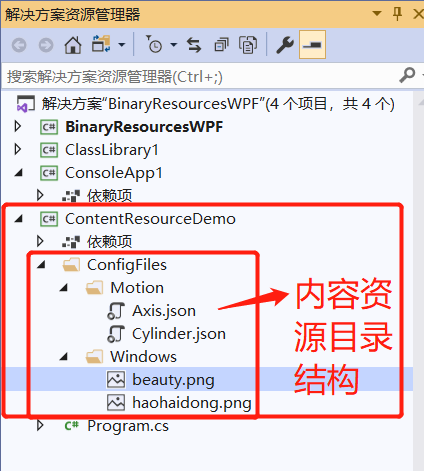 解决方案资源管理器
搜索解决方案资源管理器(Ctrl+;)
解决方案"BinaryResourcesWPF"(4 个项目，共 4 个)
BinaryResourcesWPF
ClassLibrary1
ConsoleApp1
依赖项
ContentResourceDemo
依赖项
ConfigFiles
Motion
Axis.json
Cylinder.json
Windows
beauty.png
haohaidong.png
Program.cs
内容资
源目录
结构